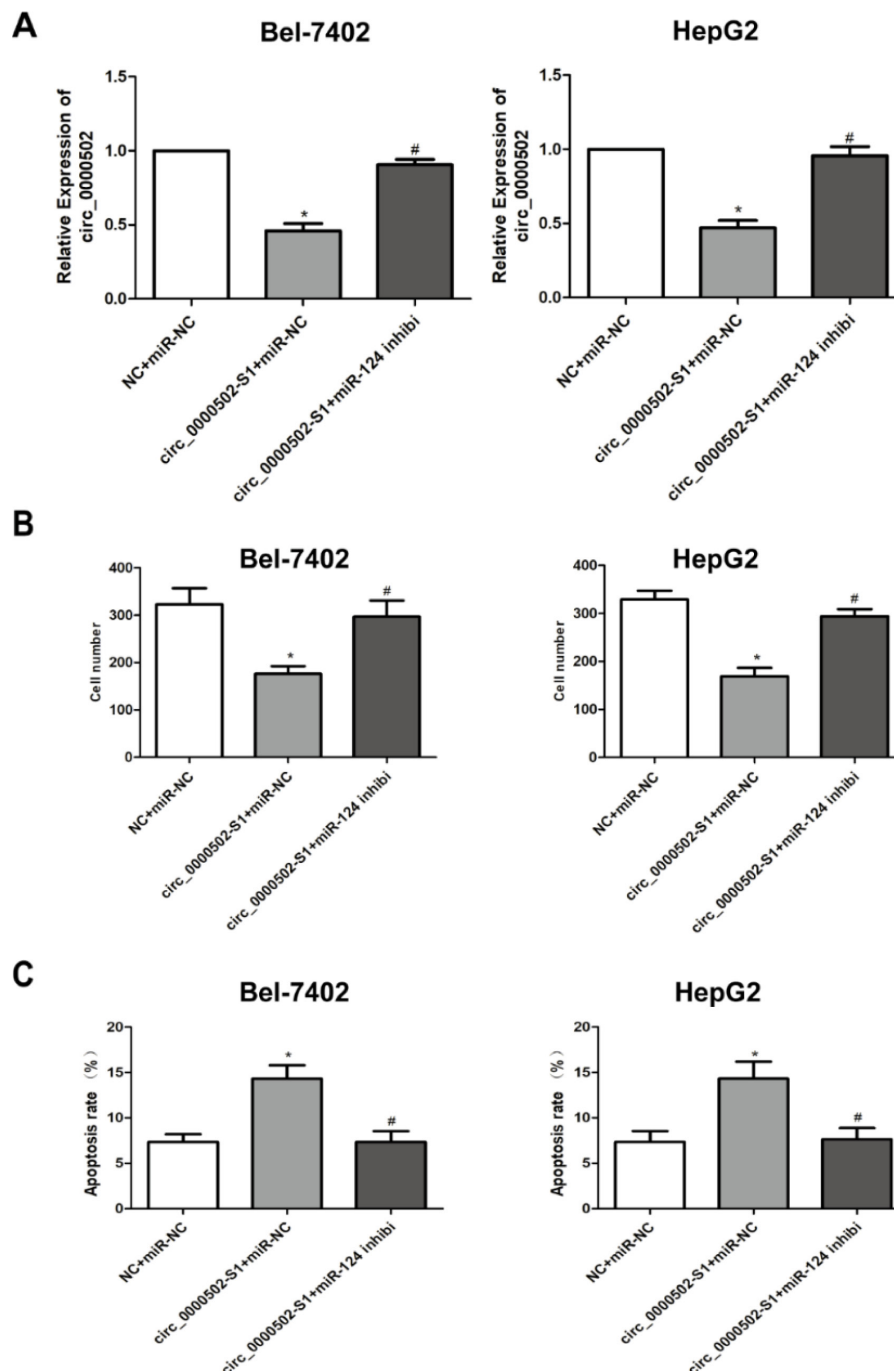 A
Bel-7402
HepG2
Relative Expression of
circ_0000502
1.5
1.0
0.5
0.0
*
#
NC+miR-NC
circ_0000502-S1+miR-NC
circ_0000502-S1+miR-124 inhibi
Relative Expression of
circ_0000502
1.5
1.0
0.5
0.0
*
#
NC+miR-NC
circ_0000502-S1+miR-NC
circ_0000502-S1+miR-124 inhibi
B
Bel-7402
HepG2
Cell number
400
300
200
100
0
*
#
NC+miR-NC
circ_0000502-S1+miR-NC
circ_0000502-S1+miR-124 inhibi
Cell number
400
300
200
100
0
*
#
NC+miR-NC
circ_0000502-S1+miR-NC
circ_0000502-S1+miR-124 inhibi
C
Bel-7402
HepG2
Apoptosis rate（%）
20
15
10
5
0
*
#
NC+miR-NC
circ_0000502-S1+miR-NC
circ_0000502-S1+miR-124 inhibi
Apoptosis rate（%）
20
15
10
5
0
*
#
NC+miR-NC
circ_0000502-S1+miR-NC
circ_0000502-S1+miR-124 inhibi